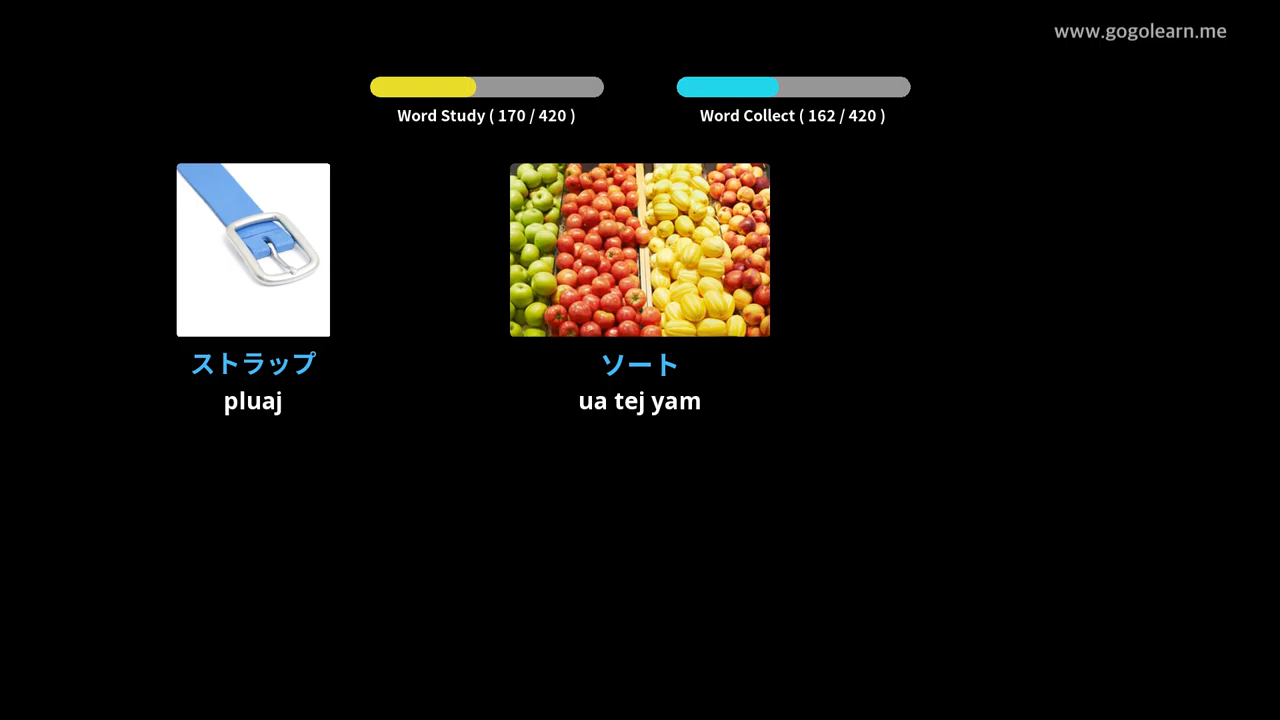 www.gogolearn.me
Word Study ( 170 / 420 )
Word Collect ( 162 / 420 )
ストラップ
pluaj
ソート
ua tej yam